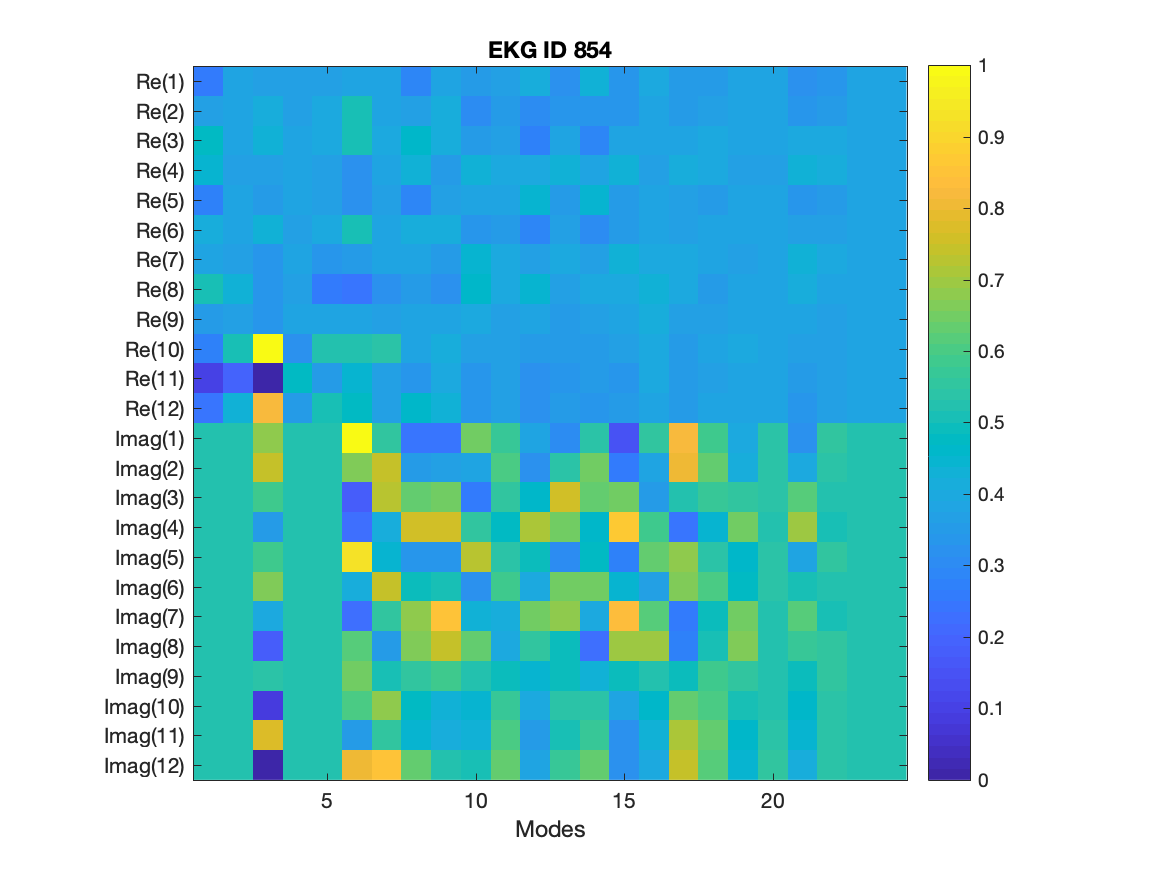 EKG ID 854
Re(1)
Re(2)
Re(3)
Re(4)
Re(5)
Re(6)
Re(7)
Re(8)
Re(9)
Re(10)
Re(11)
Re(12)
Imag(1)
Imag(2)
Imag(3)
Imag(4)
Imag(5)
Imag(6)
Imag(7)
Imag(8)
Imag(9)
Imag(10)
Imag(11)
Imag(12)
5 10 15 20
Modes
1
0.9
0.8
0.7
0.6
0.5
0.4
0.3
0.2
0.1
0